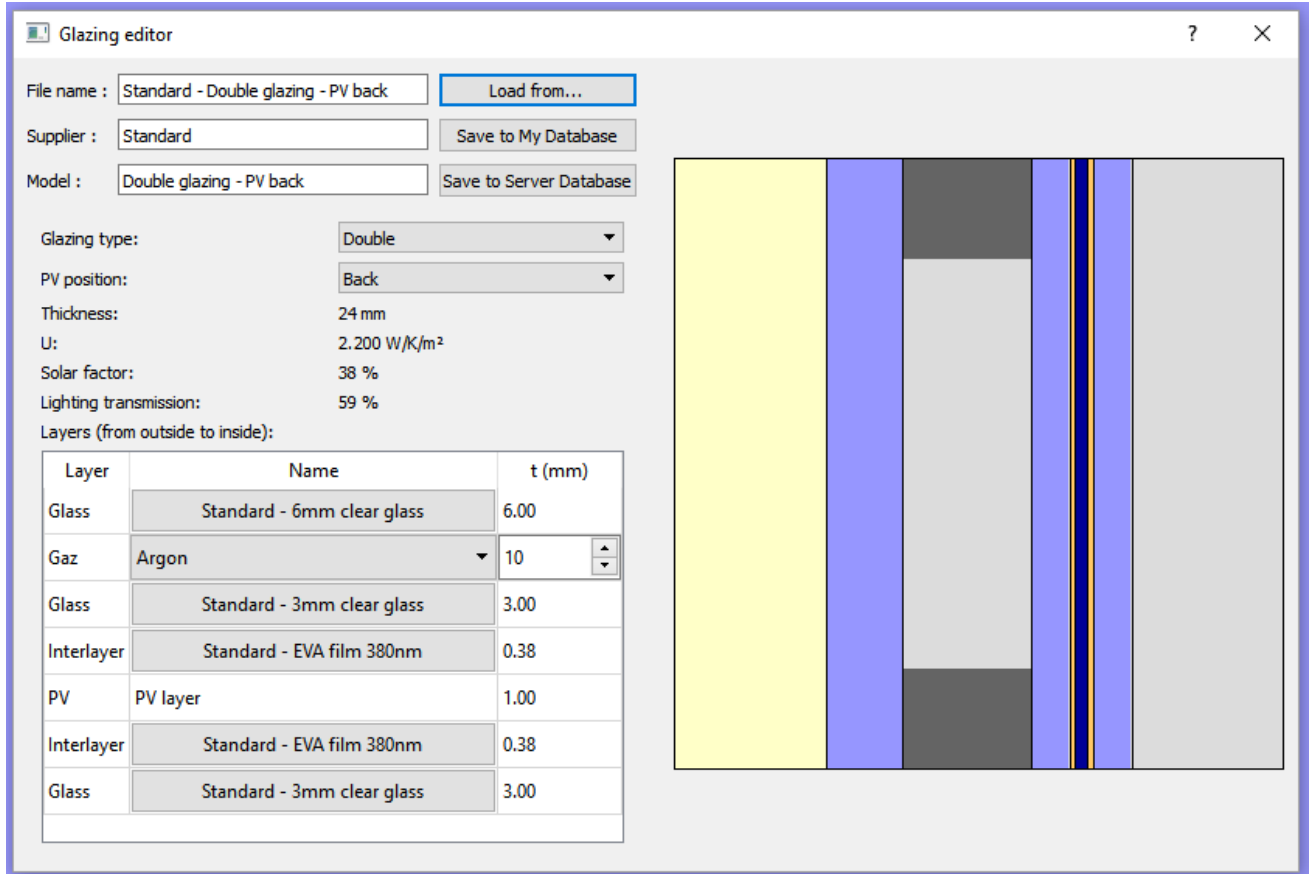 Glazing editor ?
File name : Standard - Double glazing - PV back Load from...
Supplier : Standard Save to My Database
Model : Double glazing - PV back Save to Server Database
Glazing type: Double
PV position: Back
Thickness: 24 mm
U: 2.200 W/K/m²
Solar factor: 38 %
Lighting transmission: 59 %
Layers (from outside to inside):
Layer Name t (mm)
Glass Standard - 6mm clear glass 6.00
Gaz Argon 10
Glass Standard - 3mm clear glass 3.00
Interlayer Standard - EVA film 380nm 0.38
PV PV layer 1.00
Interlayer Standard - EVA film 380nm 0.38
Glass Standard - 3mm clear glass 3.00